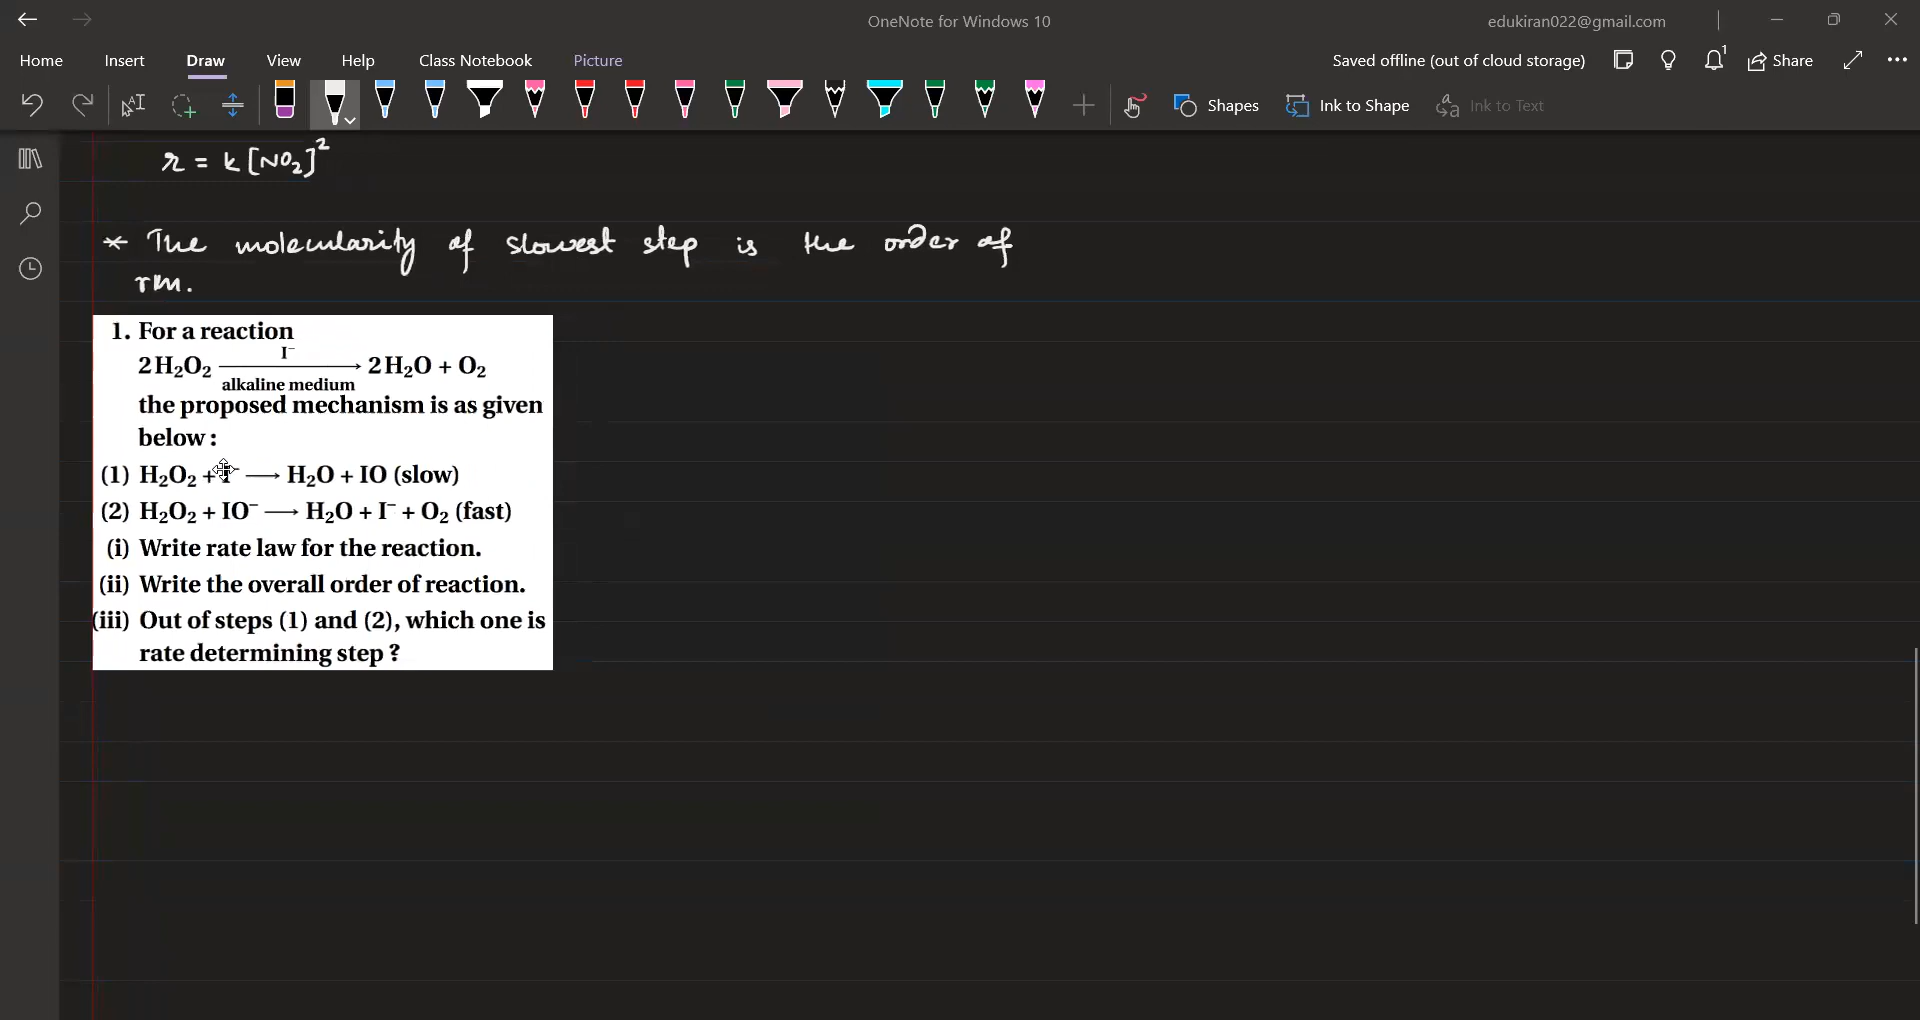 OneNote for Windows 10
edukiran022@gmail.com
Home Insert Draw View Help Class Notebook Picture
Saved offline (out of cloud storage) 1 Share
Shapes Ink to Shape Ink to Text
r = k [NO₂]²
* The molecularity of slowest step is the order of
rxn.
1. For a reaction
I⁻
2H₂O₂ ⟶ 2H₂O + O₂
alkaline medium
the proposed mechanism is as given
below :
(1) H₂O₂ + I⁻ ⟶ H₂O + IO (slow)
(2) H₂O₂ + IO⁻ ⟶ H₂O + I⁻ + O₂ (fast)
(i) Write rate law for the reaction.
(ii) Write the overall order of reaction.
(iii) Out of steps (1) and (2), which one is
rate determining step ?